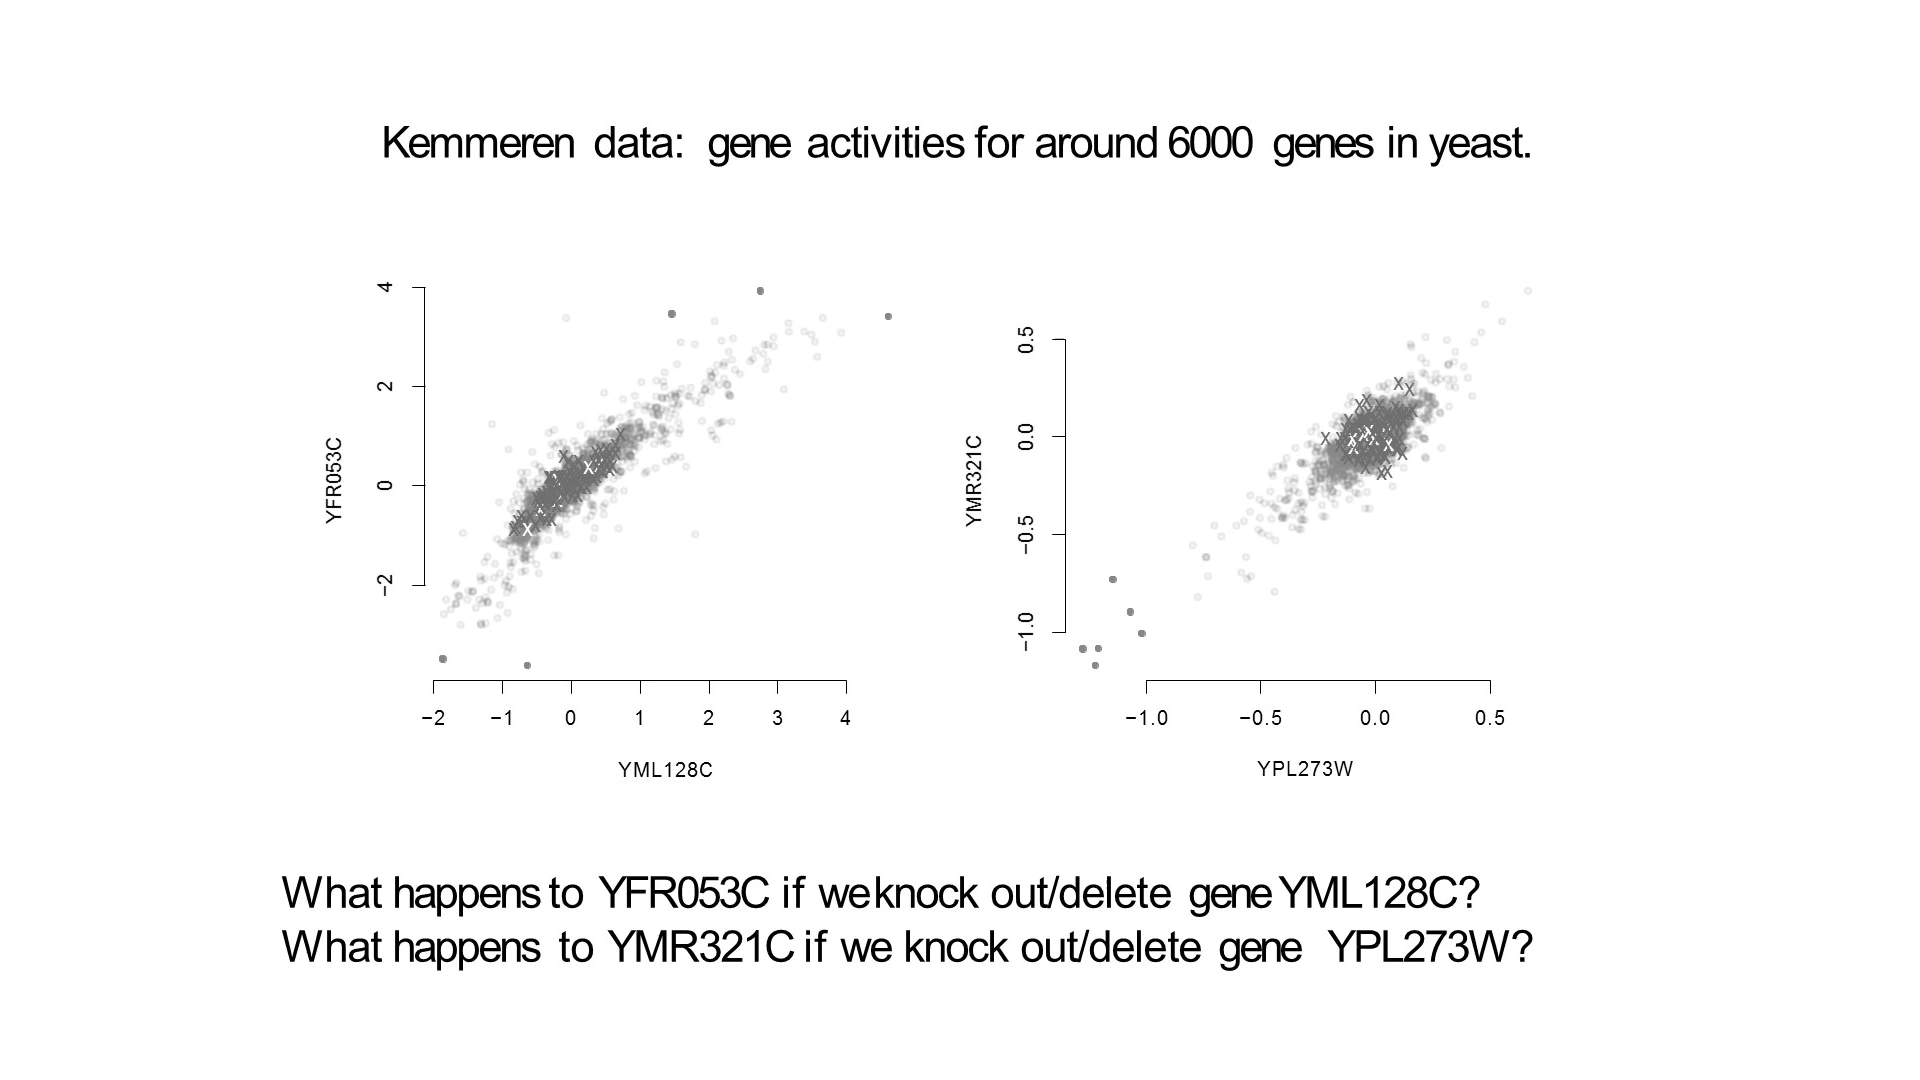 Kemmeren data: gene activities for around 6000 genes in yeast.
4
2
0
−2
YFR053C
−2 −1 0 1 2 3 4
YML128C
0.5
0.0
−0.5
−1.0
YMR321C
−1.0 −0.5 0.0 0.5
YPL273W
What happens to YFR053C if weknock out/delete gene YML128C?
What happens to YMR321C if we knock out/delete gene YPL273W?